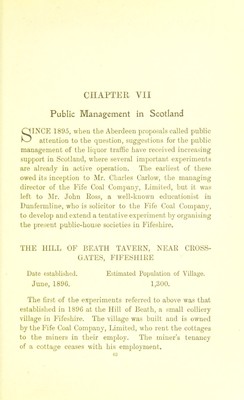 CHAPTER VII
Public Management in Scotland
SINCE 1895, when the Aberdeen proposals called public
attention to the question, suggestions for the public
management of the liquor traffic have received increasing
support in Scotland, where several important experiments
are already in active operation. The earliest of these
owed its inception to Mr. Charles Carlow, the managing
director of the Fife Coal Company, Limited, but it was
left to Mr. John Ross, a well-known educationist in
Dunfermline, who is solicitor to the Fife Coal Company,
to develop and extend a tentative experiment by organising
the present public-house societies in Fifeshire.
THE HILL OF BEATH TAVERN, NEAR CROSS-
GATES, FIFESHIRE
Date established. Estimated Population of Village.
June, 1896. 1,300.
The first of the experiments referred to above was that
established in 1896 at the Hill of Beath, a small colliery
village in Fifeshire. The village was built and is owned
by the Fife Coal Company, Limited, who rent the cottages
to the miners in their employ. The miner's tenancy
of a cottage ceases with his employment.